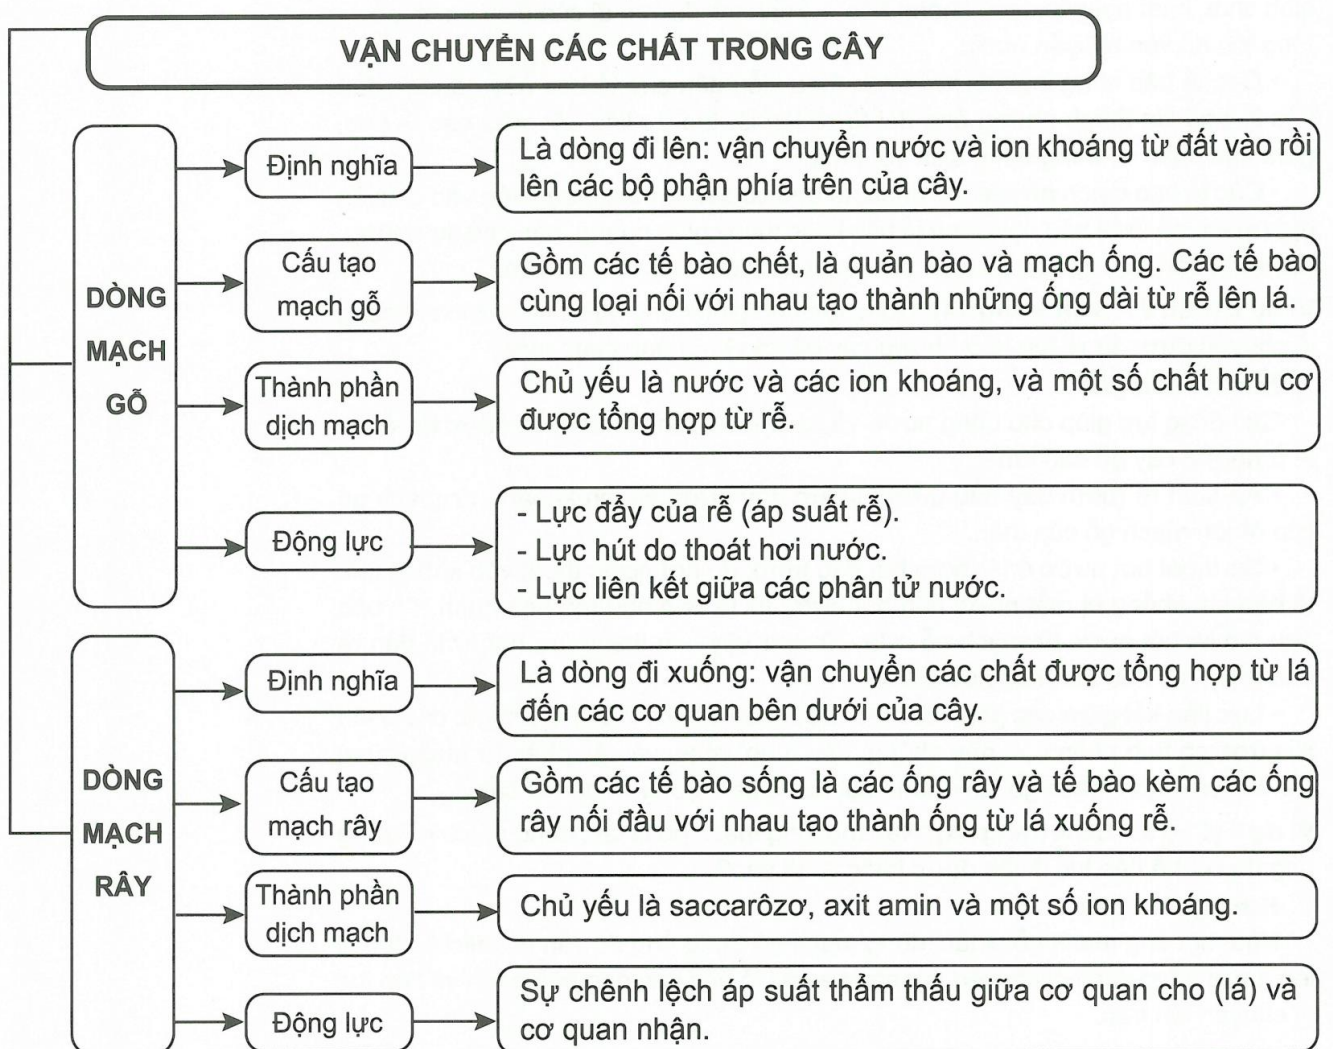 VẬN CHUYỂN CÁC CHẤT TRONG CÂY
DÒNG
MẠCH
GỖ
Định nghĩa
Là dòng đi lên: vận chuyển nước và ion khoáng từ đất vào rồi
lên các bộ phận phía trên của cây.
Cấu tạo
mạch gỗ
Gồm các tế bào chết, là quản bào và mạch ống. Các tế bào
cùng loại nối với nhau tạo thành những ống dài từ rễ lên lá.
Thành phần
dịch mạch
Chủ yếu là nước và các ion khoáng, và một số chất hữu cơ
được tổng hợp từ rễ.
Động lực
- Lực đẩy của rễ (áp suất rễ).
- Lực hút do thoát hơi nước.
- Lực liên kết giữa các phân tử nước.
DÒNG
MẠCH
RÂY
Định nghĩa
Là dòng đi xuống: vận chuyển các chất được tổng hợp từ lá
đến các cơ quan bên dưới của cây.
Cấu tạo
mạch rây
Gồm các tế bào sống là các ống rây và tế bào kèm các ống
rây nối đầu với nhau tạo thành ống từ lá xuống rễ.
Thành phần
dịch mạch
Chủ yếu là saccarôzơ, axit amin và một số ion khoáng.
Động lực
Sự chênh lệch áp suất thẩm thấu giữa cơ quan cho (lá) và
cơ quan nhận.